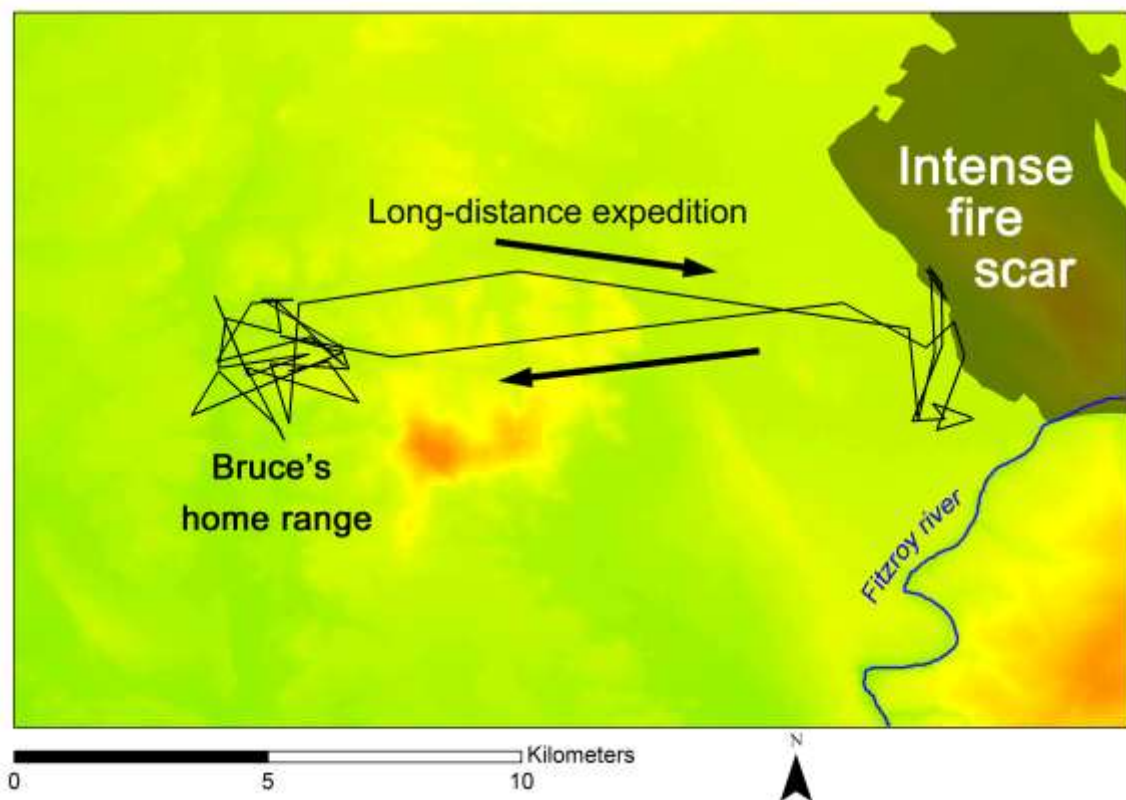 Intense
fire
scar
Long-distance expedition
Bruce's
home range
Fitzroy river
Kilometers
0 5 10
N